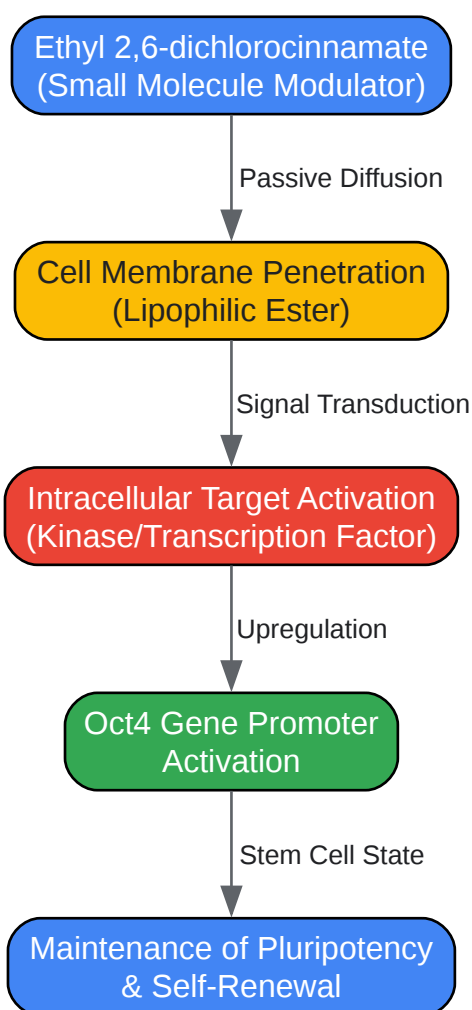 Ethyl 2,6-dichlorocinnamate
(Small Molecule Modulator)
Passive Diffusion
Cell Membrane Penetration
(Lipophilic Ester)
Signal Transduction
Intracellular Target Activation
(Kinase/Transcription Factor)
Upregulation
Oct4 Gene Promoter
Activation
Stem Cell State
Maintenance of Pluripotency
& Self-Renewal